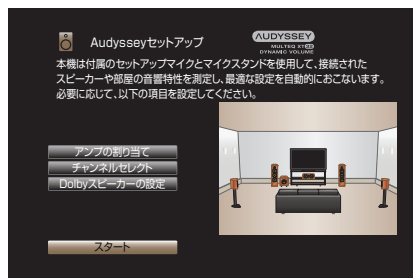 Audysseyセットアップ
AUDYSSEY
MULTEQ XT32
DYNAMIC VOLUME
本機は付属のセットアップマイクとマイクスタンドを使用して、接続された
スピーカーや部屋の音響特性を測定し、最適な設定を自動的におこないます。
必要に応じて、以下の項目を設定してください。
アンプの割り当て
チャンネルセレクト
Dolbyスピーカーの設定
スタート